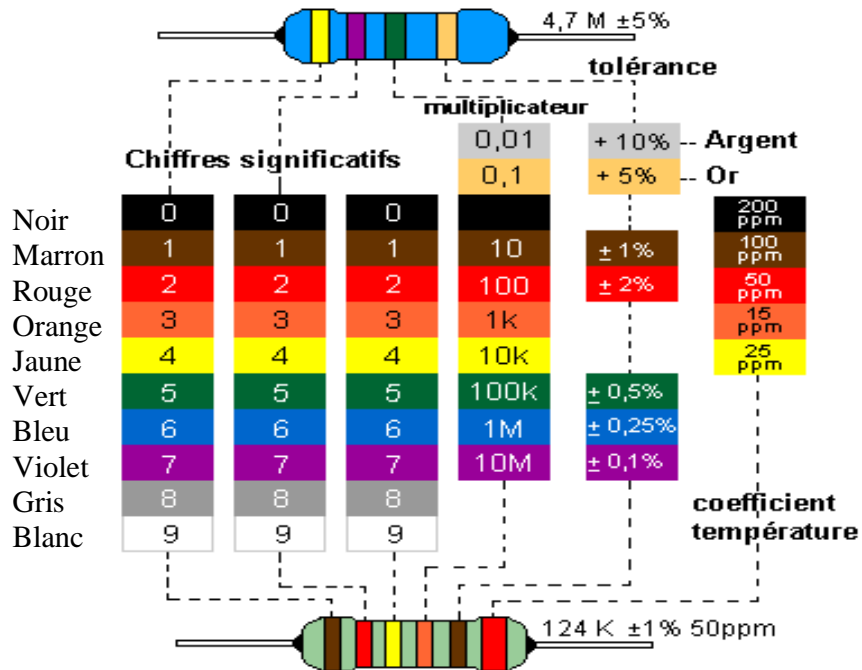 4,7 M ±5%
tolérance
multiplicateur
0,01 + 10% Argent
Chiffres significatifs
0,1 + 5% Or
Noir 0 0 0 200 ppm
Marron 1 1 1 10 ± 1% 100 ppm
Rouge 2 2 2 100 ± 2% 50 ppm
Orange 3 3 3 1k 15 ppm
Jaune 4 4 4 10k 25 ppm
Vert 5 5 5 100k ± 0,5%
Bleu 6 6 6 1M ± 0,25%
Violet 7 7 7 10M ± 0,1%
Gris 8 8 8
Blanc 9 9 9
coefficient
température
124 K ±1% 50ppm